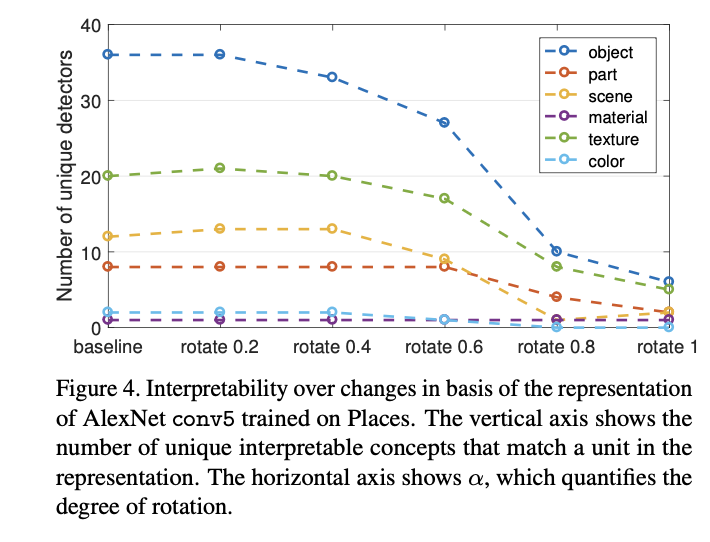 40
30
20
10
0
Number of unique detectors
object
part
scene
material
texture
color
baseline rotate 0.2 rotate 0.4 rotate 0.6 rotate 0.8 rotate 1
Figure 4. Interpretability over changes in basis of the representation
of AlexNet conv5 trained on Places. The vertical axis shows the
number of unique interpretable concepts that match a unit in the
representation. The horizontal axis shows α, which quantifies the
degree of rotation.